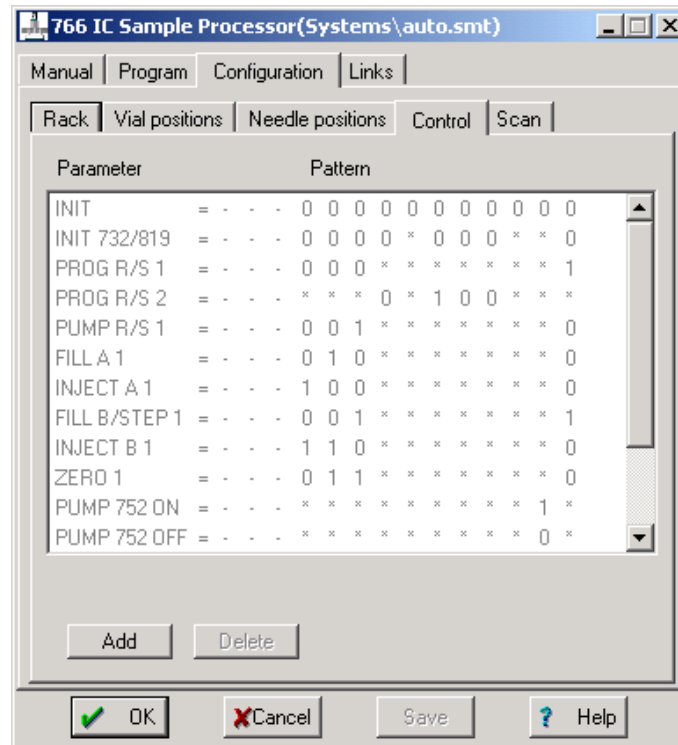 766 IC Sample Processor(Systems\auto.smt)
Manual Program Configuration Links
Rack Vial positions Needle positions Control Scan
Parameter Pattern
INIT = - - - 0 0 0 0 0 0 0 0 0 0 0
INIT 732/819 = - - - 0 0 0 0 * 0 0 0 * * 0
PROG R/S 1 = - - - 0 0 0 * * * * * * * 1
PROG R/S 2 = - - - * * * 0 * 1 0 0 * * *
PUMP R/S 1 = - - - 0 0 1 * * * * * * * 0
FILL A 1 = - - - 0 1 0 * * * * * * * 0
INJECT A 1 = - - - 1 0 0 * * * * * * * 0
FILL B/STEP 1 = - - - 0 0 1 * * * * * * * 1
INJECT B 1 = - - - 1 1 0 * * * * * * * 0
ZERO 1 = - - - 0 1 1 * * * * * * * 0
PUMP 752 ON = - - - * * * * * * * * * 1 *
PUMP 752 OFF = - - - * * * * * * * * * 0 *
Add Delete
OK Cancel Save ? Help